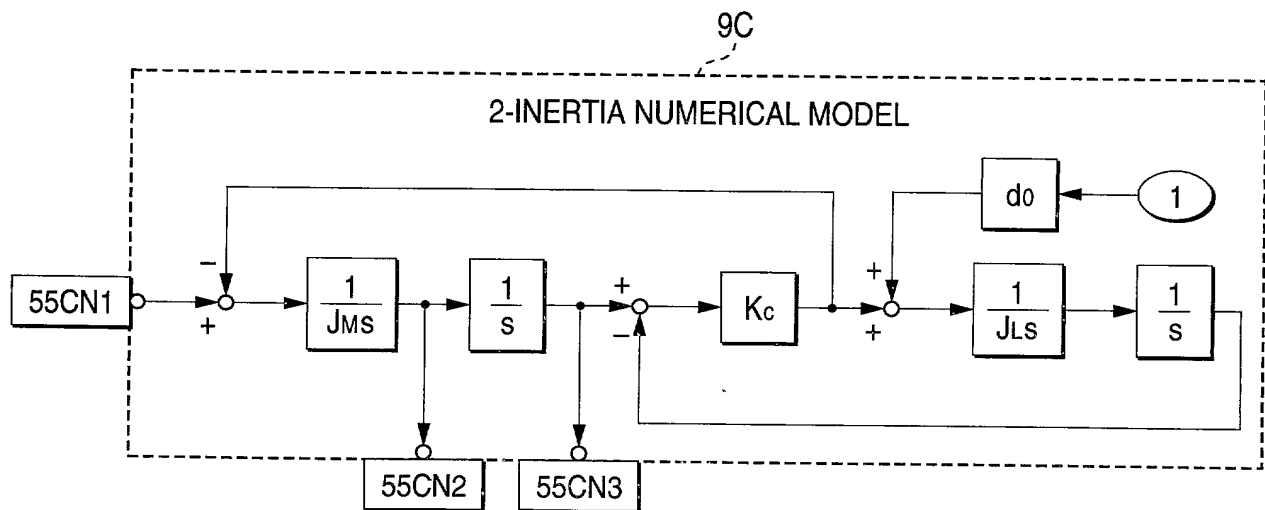 9C
2-INERTIA NUMERICAL MODEL
d0
1
−
+
55CN1
1
JMS
1
s
+
−
Kc
+
+
1
JLS
1
s
55CN2
55CN3